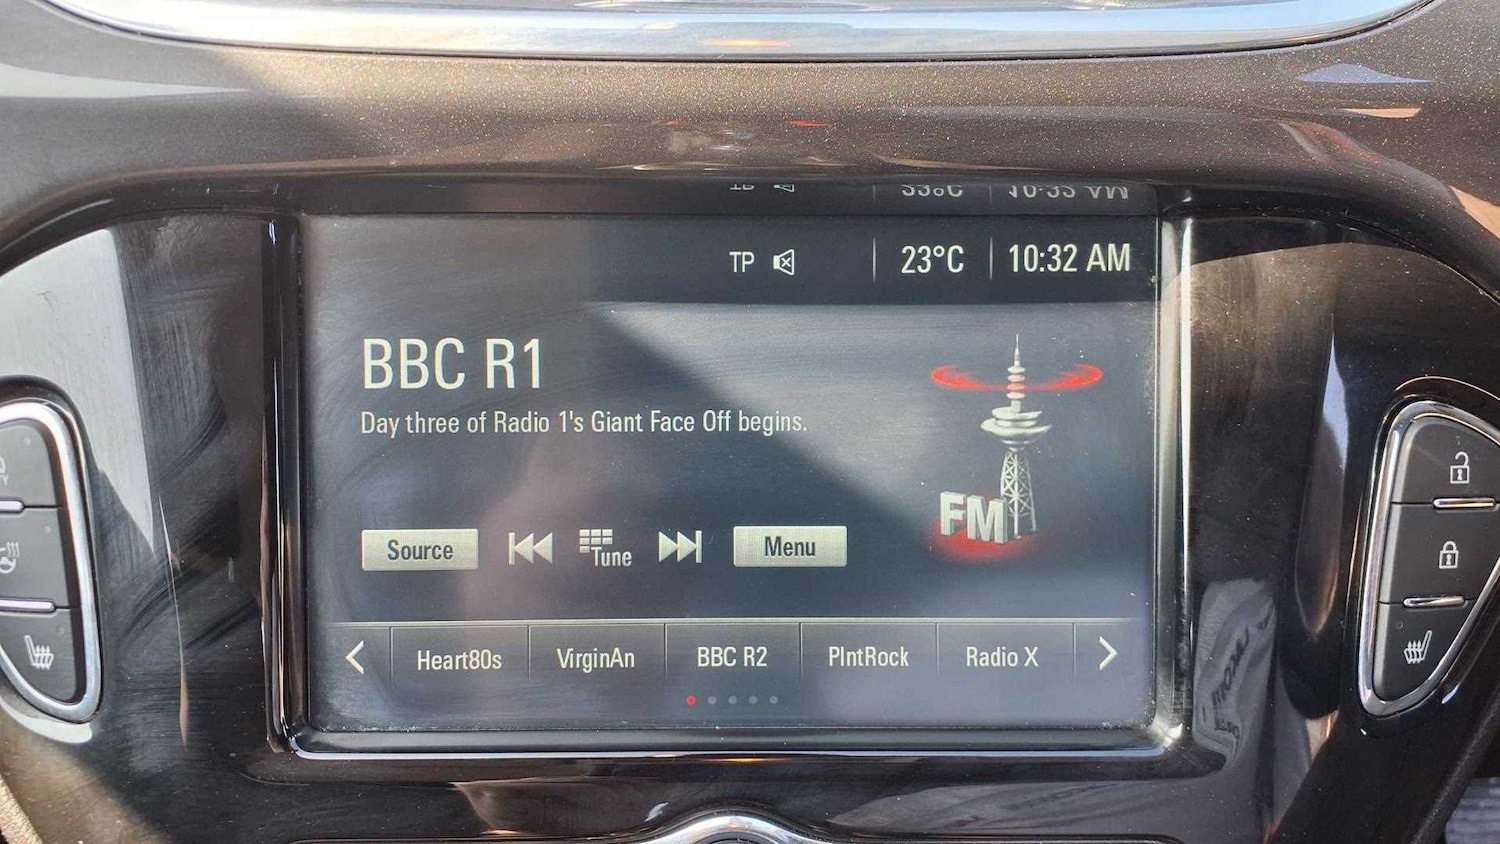 TP 23°C 10:32 AM
BBC R1
Day three of Radio 1's Giant Face Off begins.
FM
Source Tune Menu
Heart80s VirginAn BBC R2 PlntRock Radio X